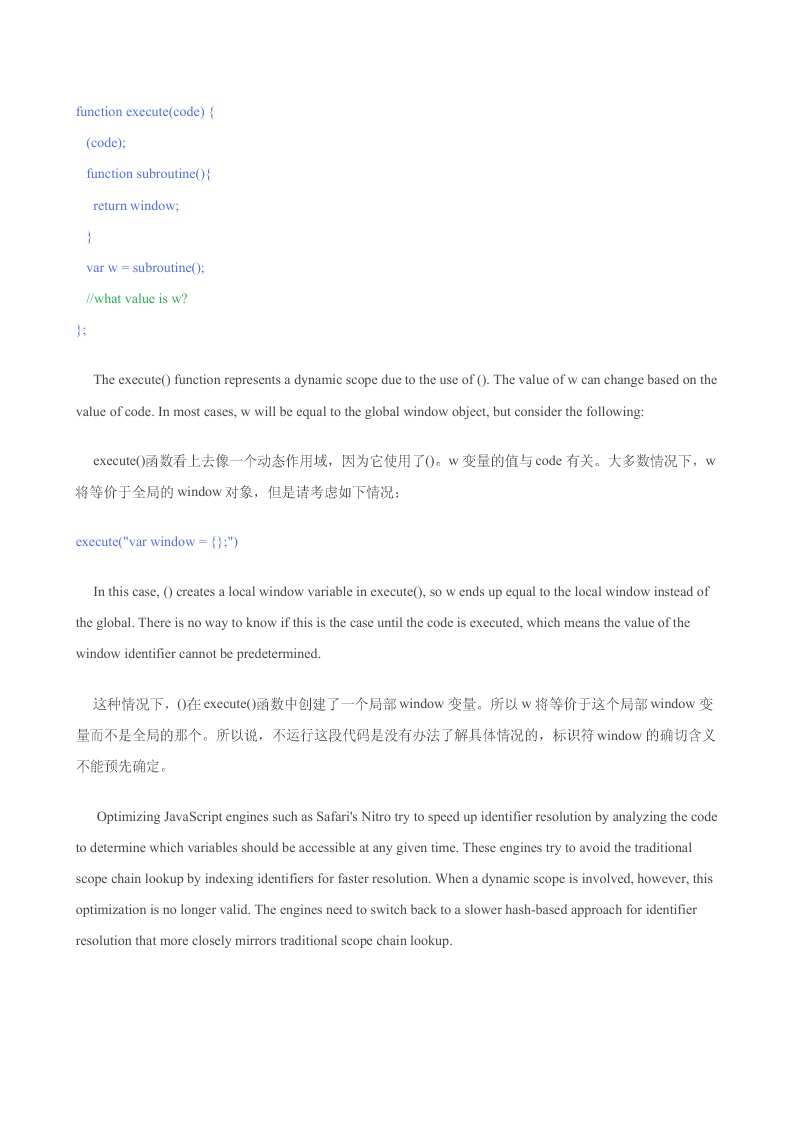 function execute(code) {
(code);
function subroutine(){
return window;
}
var w = subroutine();
//what value is w?
};
The execute() function represents a dynamic scope due to the use of (). The value of w can change based on the
value of code. In most cases, w will be equal to the global window object, but consider the following:
execute()函数看上去像一个动态作用域，因为它使用了()。w 变量的值与 code 有关。大多数情况下，w
将等价于全局的 window 对象，但是请考虑如下情况：
execute("var window = {};")
In this case, () creates a local window variable in execute(), so w ends up equal to the local window instead of
the global. There is no way to know if this is the case until the code is executed, which means the value of the
window identifier cannot be predetermined.
这种情况下，()在 execute()函数中创建了一个局部 window 变量。所以 w 将等价于这个局部 window 变
量而不是全局的那个。所以说，不运行这段代码是没有办法了解具体情况的，标识符 window 的确切含义
不能预先确定。
Optimizing JavaScript engines such as Safari's Nitro try to speed up identifier resolution by analyzing the code
to determine which variables should be accessible at any given time. These engines try to avoid the traditional
scope chain lookup by indexing identifiers for faster resolution. When a dynamic scope is involved, however, this
optimization is no longer valid. The engines need to switch back to a slower hash-based approach for identifier
resolution that more closely mirrors traditional scope chain lookup.